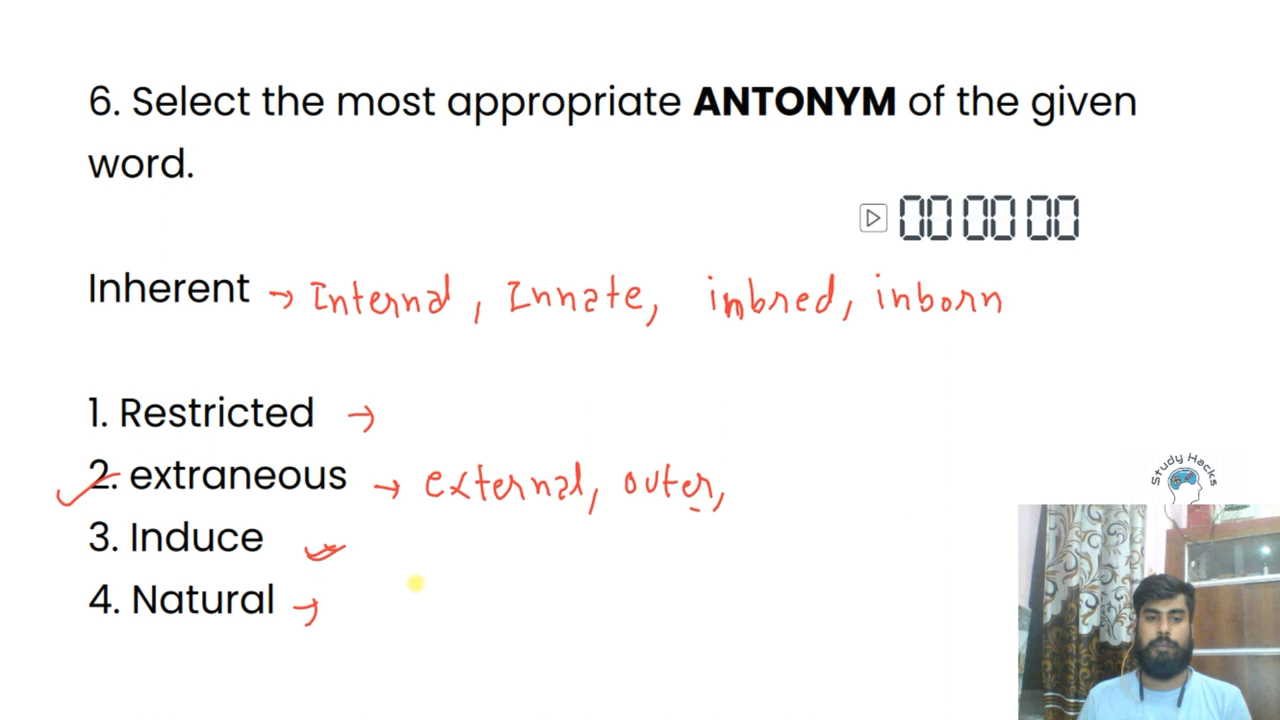 6. Select the most appropriate ANTONYM of the given
word.
00 00 00
Inherent → Internal, Innate, inbred, inborn
1. Restricted →
2. extraneous → external, outer,
3. Induce
4. Natural →
Study Hacks